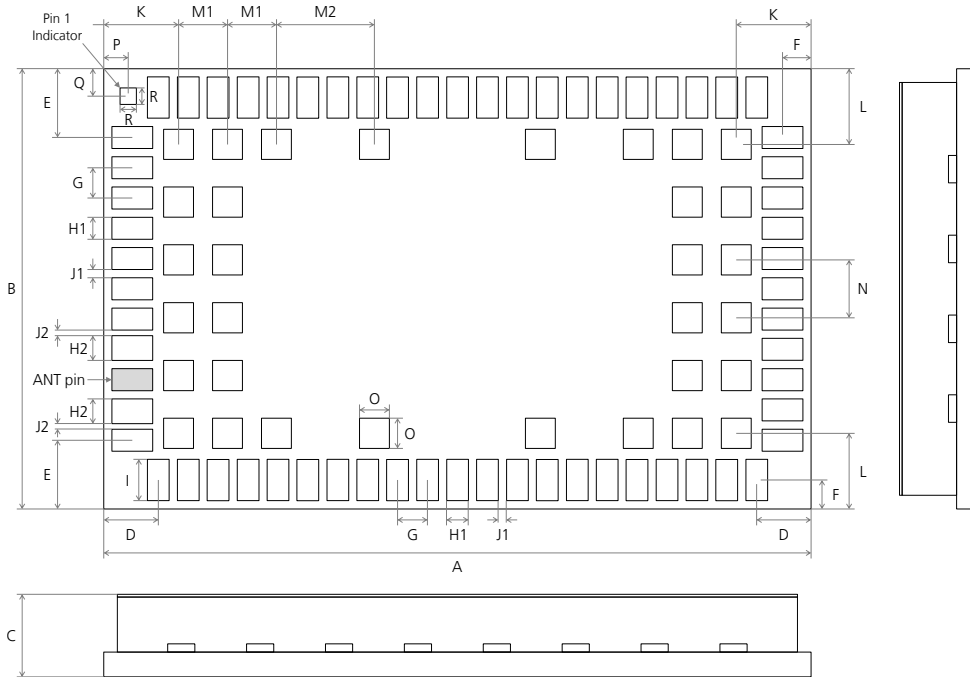 Pin 1
Indicator
K
M1
M1
M2
K
P
F
Q
E
R
R
L
G
H1
J1
B
N
J2
H2
ANT pin
H2
J2
O
O
E
I
L
F
D
G
H1
J1
D
A
C